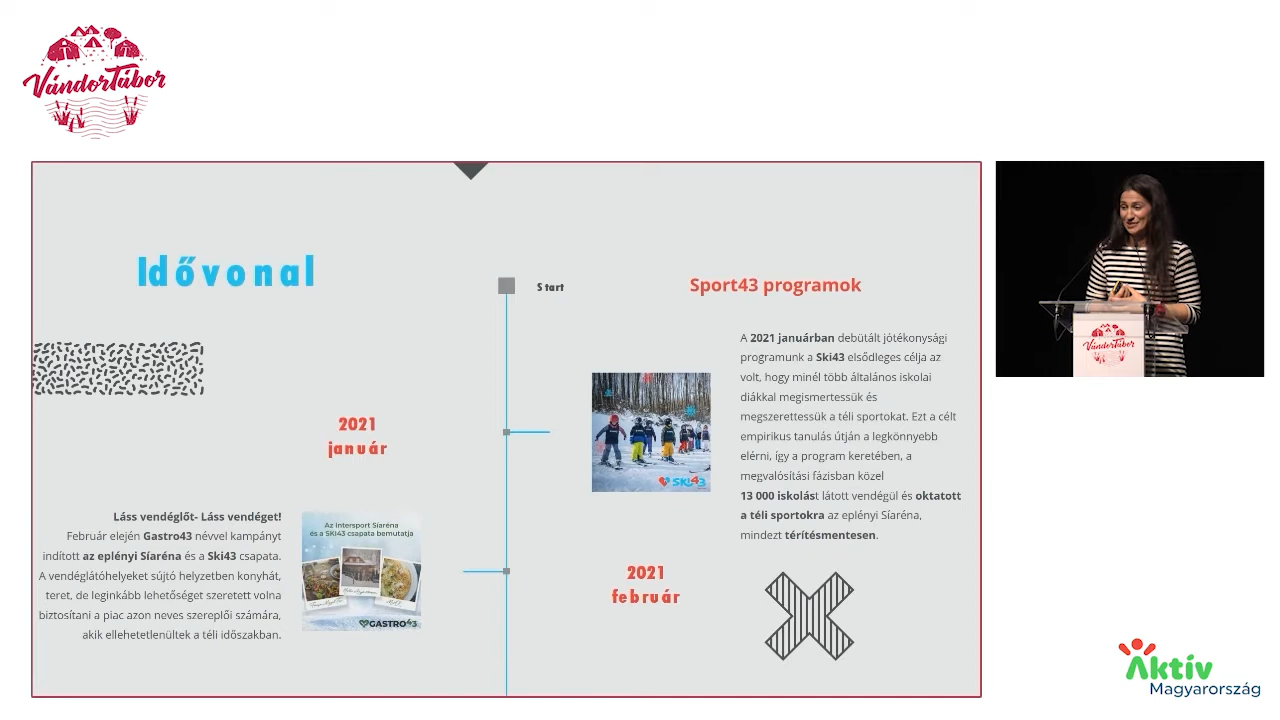 VándorTábor
Idővonal
Start
Sport43 programok
A 2021 januárban debütált jótékonysági
programunk a Ski43 elsődleges célja az
volt, hogy minél több általános iskolai
diákkal megismertessük és
megszerettessük a téli sportokat. Ezt a célt
empirikus tanulás útján a legkönnyebb
elérni, így a program keretében, a
megvalósítási fázisban közel
13 000 iskolást látott vendégül és oktatott
a téli sportokra az eplényi Síaréna,
mindezt térítésmentesen.
SKI43
2021
január
Láss vendéglőt- Láss vendéget!
Február elején Gastro43 névvel kampányt
indított az eplényi Síaréna és a Ski43 csapata.
A vendéglátóhelyeket sújtó helyzetben konyhát,
teret, de leginkább lehetőséget szeretett volna
biztosítani a piac azon neves szereplői számára,
akik ellehetetlenültek a téli időszakban.
Az Intersport Síaréna
és a SKI43 csapata bemutatja
GASTRO43
2021
február
VándorTábor
Aktív
Magyarország